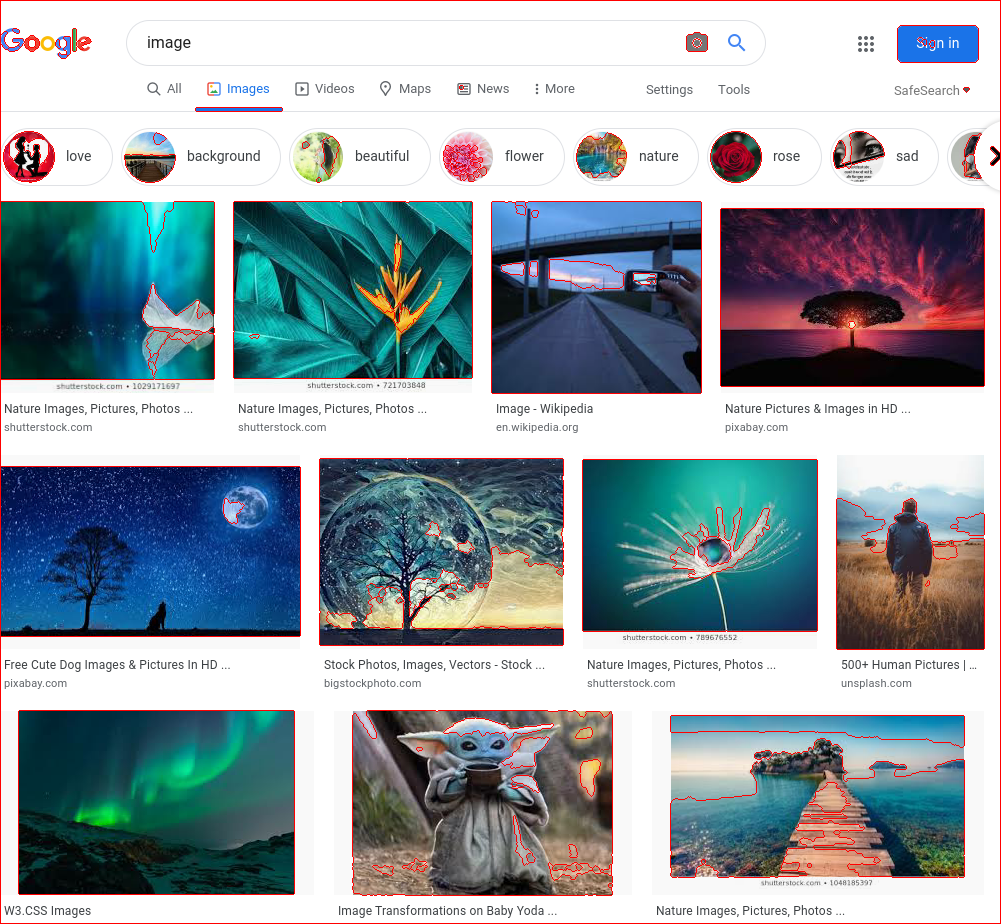 Google
image
Sign in
All
Images
Videos
Maps
News
More
Settings
Tools
SafeSearch
love
background
beautiful
flower
nature
rose
sad
shutterstock.com • 1029171697
shutterstock.com • 721703848
Nature Images, Pictures, Photos ...
Nature Images, Pictures, Photos ...
Image - Wikipedia
Nature Pictures & Images in HD ...
shutterstock.com
shutterstock.com
en.wikipedia.org
pixabay.com
shutterstock.com • 789676552
Free Cute Dog Images & Pictures In HD ...
Stock Photos, Images, Vectors - Stock ...
Nature Images, Pictures, Photos ...
500+ Human Pictures | ...
pixabay.com
bigstockphoto.com
shutterstock.com
unsplash.com
shutterstock.com • 1048185397
W3.CSS Images
Image Transformations on Baby Yoda ...
Nature Images, Pictures, Photos ...